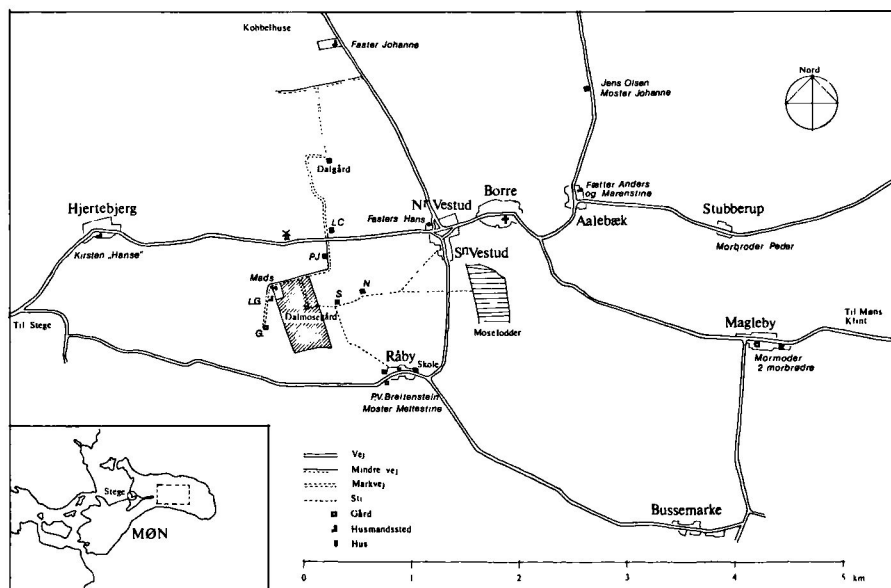 Kobbelhuse
Faster Johanne
Jens Olsen
Moster Johanne
Nord
Dalgård
Fætter Anders
og Marenstine
Nr Vestud
Borre
Hjertebjerg
LC
Fasters Hans
Aalebæk
Stubberup
Kirsten „Hanse"
PJ
Sn Vestud
Morbroder Peder
Mads
LG
S
N
Dalmosegård
G
Moselodder
Til Stege
Til Møns
Klint
Magleby
Råby
Skole
Mormoder
2 morbrødre
P.V. Breitenstein
Moster Mettestine
Vej
Mindre vej
Markvej
Sti
Gård
Husmandssted
Hus
Bussemarke
Stege
MØN
0 1 2 3 4 5
km